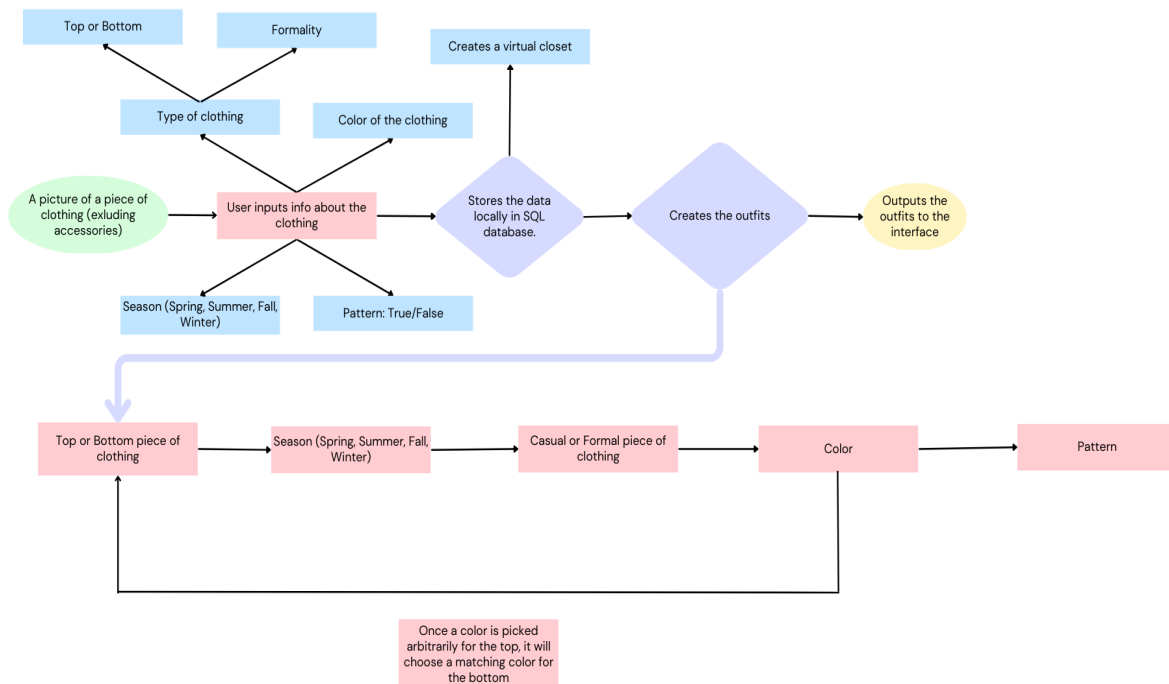 Top or Bottom
Formality
Creates a virtual closet
Type of clothing
Color of the clothing
A picture of a piece of
clothing (exluding
accessories)
User inputs info about the
clothing
Stores the data
locally in SQL
database.
Creates the outfits
Outputs the
outfits to the
interface
Season (Spring, Summer, Fall,
Winter)
Pattern: True/False
Top or Bottom piece of
clothing
Season (Spring, Summer, Fall,
Winter)
Casual or Formal piece of
clothing
Color
Pattern
Once a color is picked
arbitrarily for the top, it will
choose a matching color for
the bottom